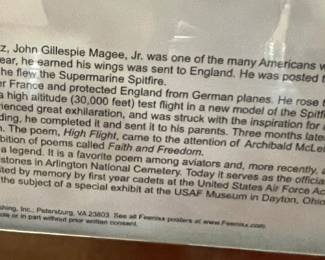 z, John Gillespie Magee, Jr. was one of the many Americans w
ear, he earned his wings was sent to England. He was posted
he flew the Supermarine Spitfire.
er France and protected England from German planes. He rose
a high altitude (30,000 feet) test flight in a new model of the Spitf
ienced great exhilaration, and was struck with the inspiration for
ding, he completed it and sent it to his parents. Three months late
n. The poem, High Flight, came to the attention of Archibald McLei
ibition of poems called Faith and Freedom.
a legend. It is a favorite poem among aviators and, more recently, a
stones in Arlington National Cemetery. Today it serves as the officia
ted by memory by first year cadets at the United States Air Force Ac
the subject of a special exhibit at the USAF Museum in Dayton, Ohio
shing, Inc., Petersburg, VA 23803. See all Feenixx posters at www.Feenixx.com
ole or in part without prior written consent.